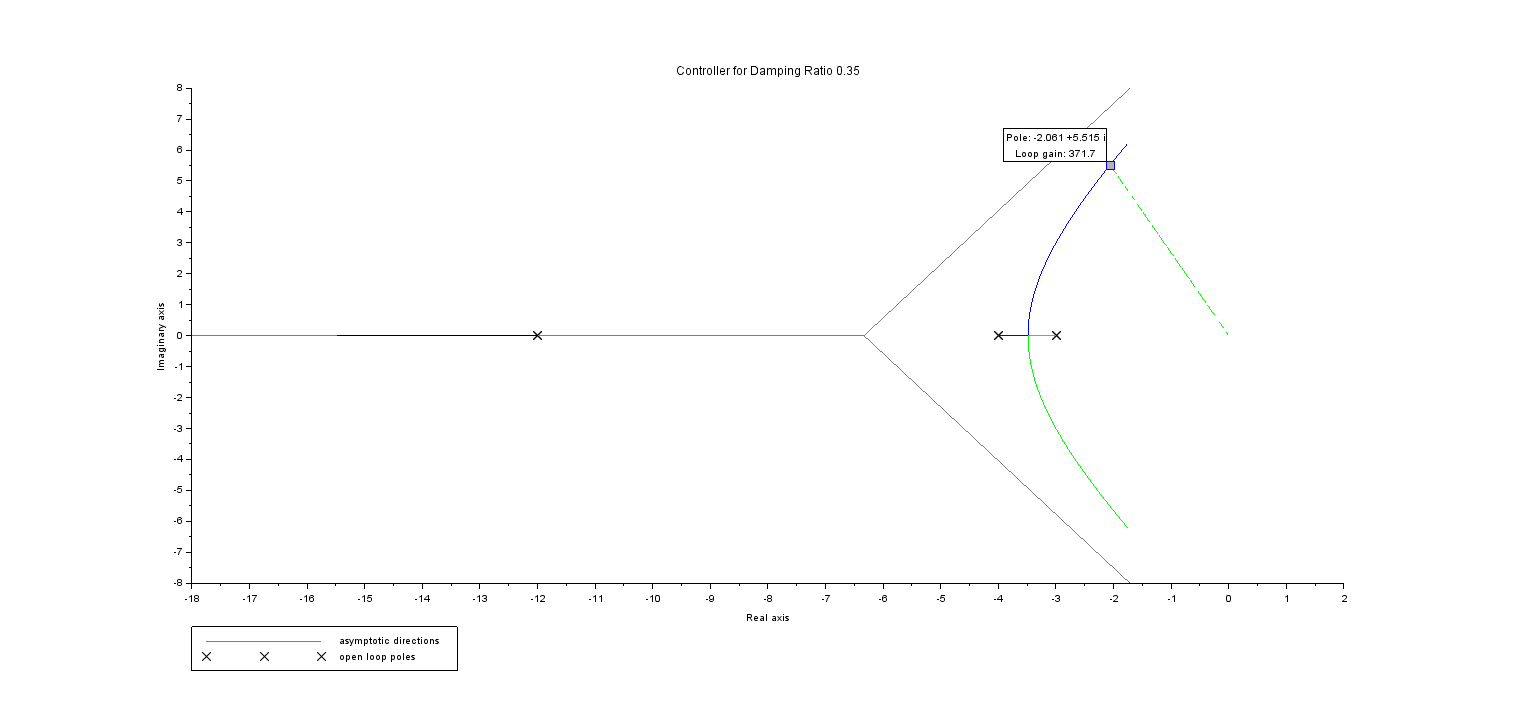 Controller for Damping Ratio 0.35
8
7
6
5
4
3
2
1
0
-1
-2
-3
-4
-5
-6
-7
-8
Imaginary axis
Pole: -2.061 +5.515 i
Loop gain: 371.7
-18 -17 -16 -15 -14 -13 -12 -11 -10 -9 -8 -7 -6 -5 -4 -3 -2 -1 0 1 2
Real axis
asymptotic directions
open loop poles